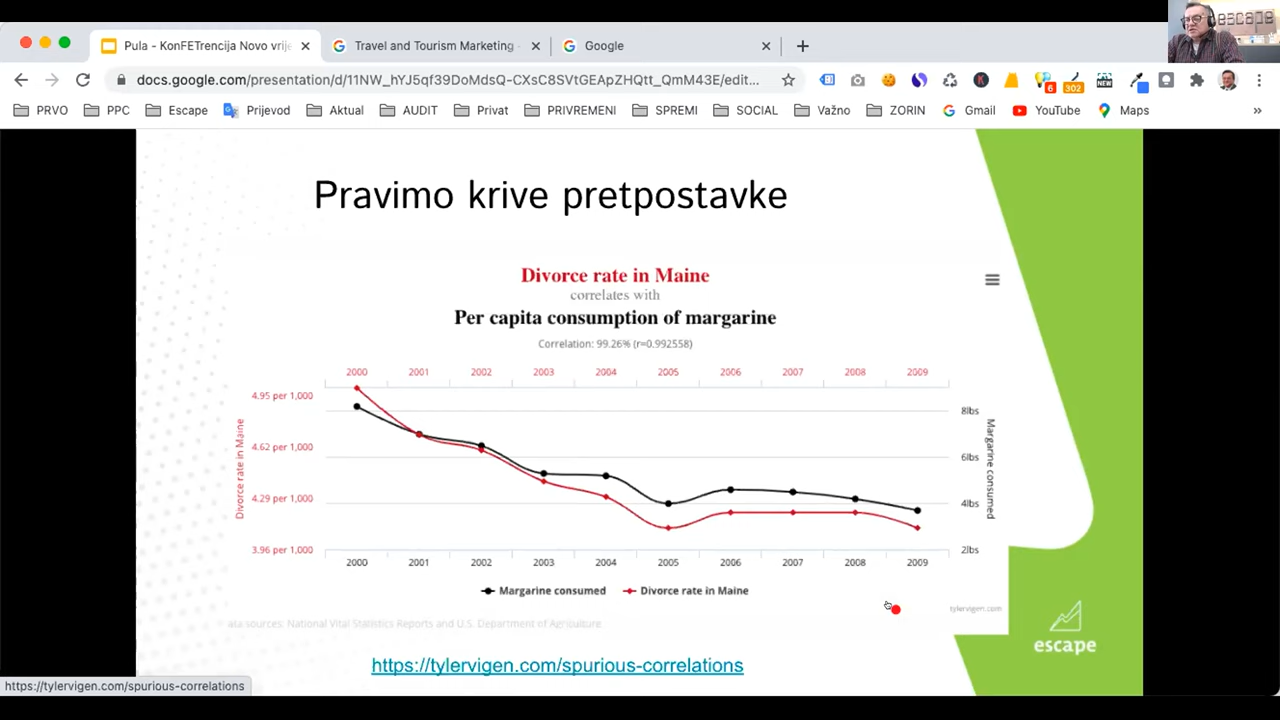 Pula - KonFETrencija Novo vrije
Travel and Tourism Marketing -
Google
escape
docs.google.com/presentation/d/11NW_hYJ5qf39DoMdsQ-CXsC8SVtGEApZHQtt_QmM43E/edit...
6
302
NEW
PRVO
PPC
Escape
Prijevod
Aktual
AUDIT
Privat
PRIVREMENI
SPREMI
SOCIAL
Važno
ZORIN
Gmail
YouTube
Maps
»
Pravimo krive pretpostavke
Divorce rate in Maine
correlates with
Per capita consumption of margarine
Correlation: 99.26% (r=0.992558)
2000 2001 2002 2003 2004 2005 2006 2007 2008 2009
4.95 per 1,000
4.62 per 1,000
4.29 per 1,000
3.96 per 1,000
Divorce rate in Maine
8lbs
6lbs
4lbs
2lbs
Margarine consumed
2000 2001 2002 2003 2004 2005 2006 2007 2008 2009
Margarine consumed Divorce rate in Maine
tylervigen.com
ata sources: National Vital Statistics Reports and U.S. Department of Agriculture
escape
https://tylervigen.com/spurious-correlations
https://tylervigen.com/spurious-correlations